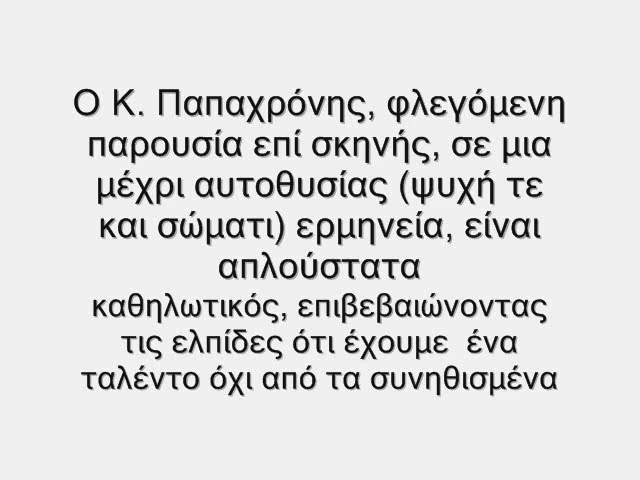 Ο Κ. Παπαχρόνης, φλεγόμενη
παρουσία επί σκηνής, σε μια
μέχρι αυτοθυσίας (ψυχή τε
και σώματι) ερμηνεία, είναι
απλούστατα
καθηλωτικός, επιβεβαιώνοντας
τις ελπίδες ότι έχουμε  ένα
ταλέντο όχι από τα συνηθισμένα